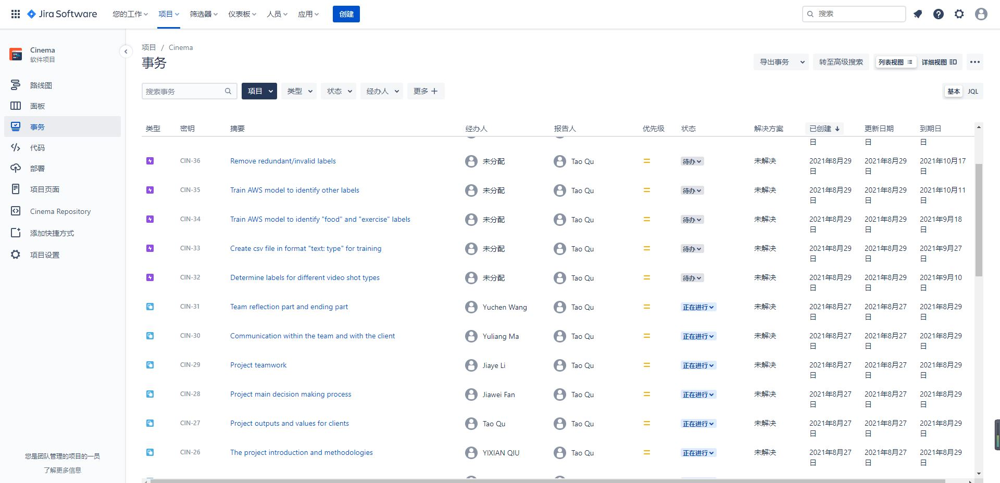 Jira Software 您的工作 项目 筛选器 仪表板 人员 应用 创建 搜索
Cinema
软件项目
路线图
面板
事务
代码
部署
项目页面
Cinema Repository
添加快捷方式
项目设置
您是团队管理的项目的一员
了解更多信息
项目 / Cinema
事务
导出事务 转至高级搜索 列表视图 详细视图
搜索事务 项目 类型 状态 经办人 更多 基本 JQL
类型 密钥 摘要 经办人 报告人 优先级 状态 解决方案 已创建 更新日期 到期日
日 日 日
CIN-36 Remove redundant/invalid labels 未分配 Tao Qu 待办 未解决 2021年8月29 2021年8月29 2021年10月17
日 日 日
CIN-35 Train AWS model to identify other labels 未分配 Tao Qu 待办 未解决 2021年8月29 2021年8月29 2021年10月11
日 日 日
CIN-34 Train AWS model to identify "food" and "exercise" labels 未分配 Tao Qu 待办 未解决 2021年8月29 2021年8月29 2021年9月18
日 日 日
CIN-33 Create csv file in format "text: type" for training 未分配 Tao Qu 待办 未解决 2021年8月29 2021年8月29 2021年9月27
日 日 日
CIN-32 Determine labels for different video shot types 未分配 Tao Qu 待办 未解决 2021年8月29 2021年8月29 2021年9月10
日 日 日
CIN-31 Team reflection part and ending part Yuchen Wang Tao Qu 正在进行 未解决 2021年8月27 2021年8月27 2021年8月29
日 日 日
CIN-30 Communication within the team and with the client Yuliang Ma Tao Qu 正在进行 未解决 2021年8月27 2021年8月27 2021年8月29
日 日 日
CIN-29 Project teamwork Jiaye Li Tao Qu 正在进行 未解决 2021年8月27 2021年8月27 2021年8月29
日 日 日
CIN-28 Project main decision making process Jiawei Fan Tao Qu 正在进行 未解决 2021年8月27 2021年8月27 2021年8月29
日 日 日
CIN-27 Project outputs and values for clients Tao Qu Tao Qu 正在进行 未解决 2021年8月27 2021年8月27 2021年8月29
日 日 日
CIN-26 The project introduction and methodologies YIXIAN QIU Tao Qu 正在进行 未解决 2021年8月27 2021年8月27 2021年8月29
日 日 日